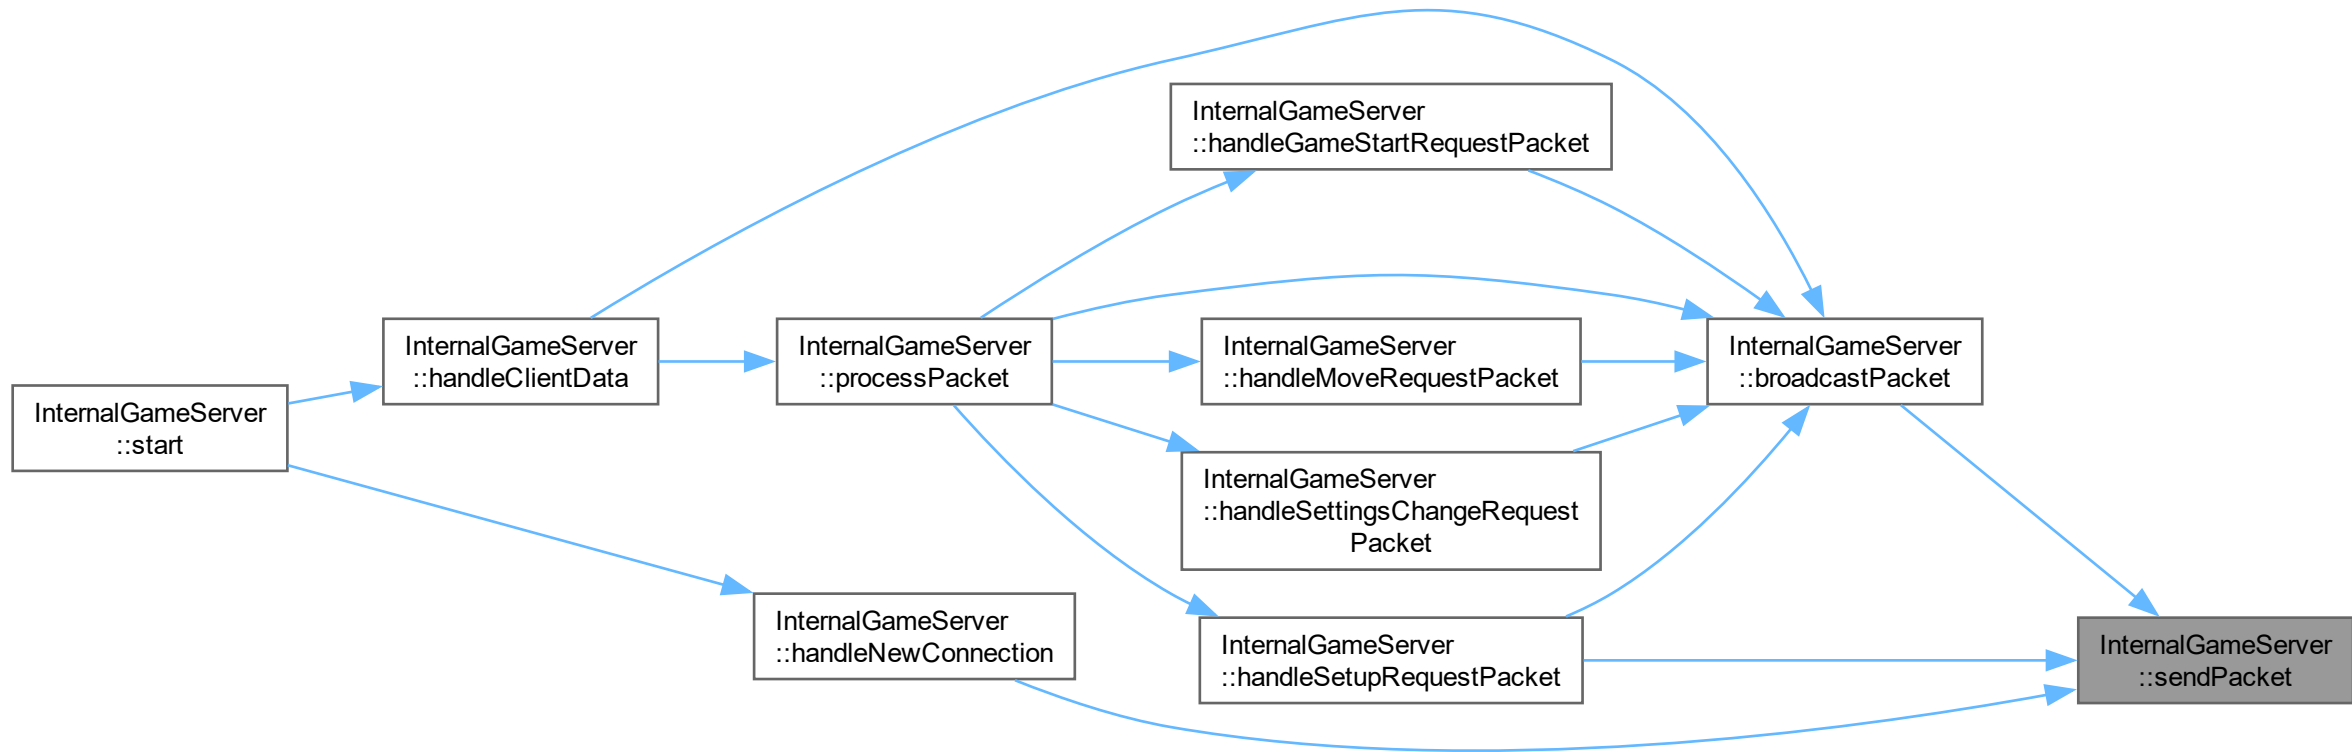 InternalGameServer
::handleGameStartRequestPacket
InternalGameServer
::handleClientData
InternalGameServer
::processPacket
InternalGameServer
::handleMoveRequestPacket
InternalGameServer
::broadcastPacket
InternalGameServer
::start
InternalGameServer
::handleSettingsChangeRequest
Packet
InternalGameServer
::handleNewConnection
InternalGameServer
::handleSetupRequestPacket
InternalGameServer
::sendPacket